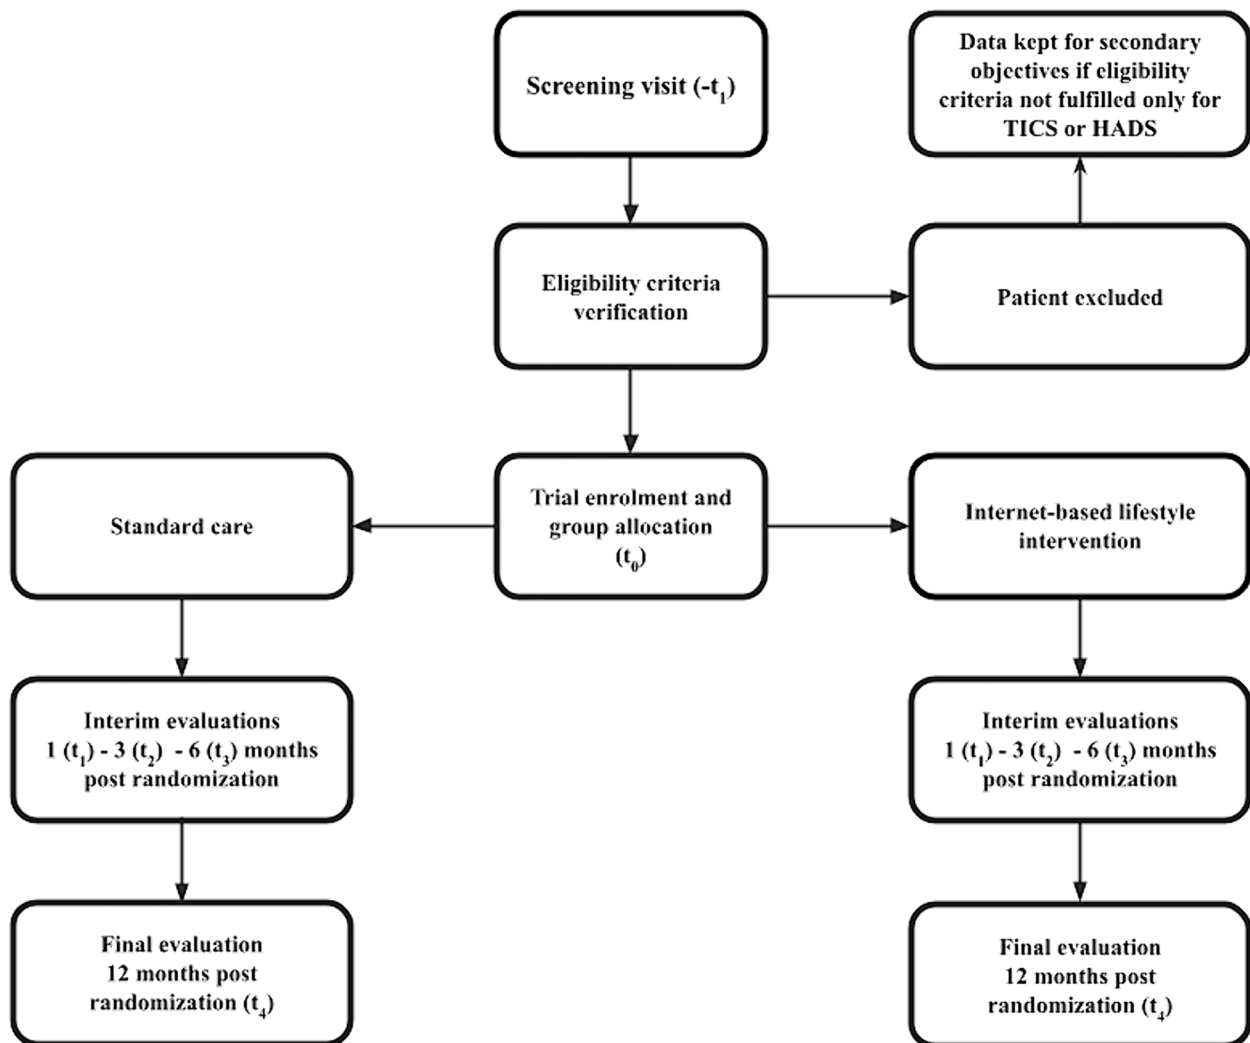 Screening visit (-t1)
Data kept for secondary
objectives if eligibility
criteria not fulfilled only for
TICS or HADS
Eligibility criteria
verification
Patient excluded
Standard care
Trial enrolment and
group allocation
(t0)
Internet-based lifestyle
intervention
Interim evaluations
1 (t1) - 3 (t2) - 6 (t3) months
post randomization
Interim evaluations
1 (t1) - 3 (t2) - 6 (t3) months
post randomization
Final evaluation
12 months post
randomization (t4)
Final evaluation
12 months post
randomization (t4)